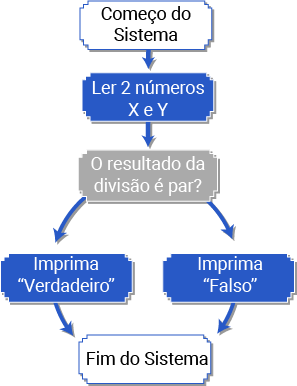 Começo do
Sistema
Ler 2 números
X e Y
O resultado da
divisão é par?
Imprima
“Verdadeiro”
Imprima
“Falso”
Fim do Sistema